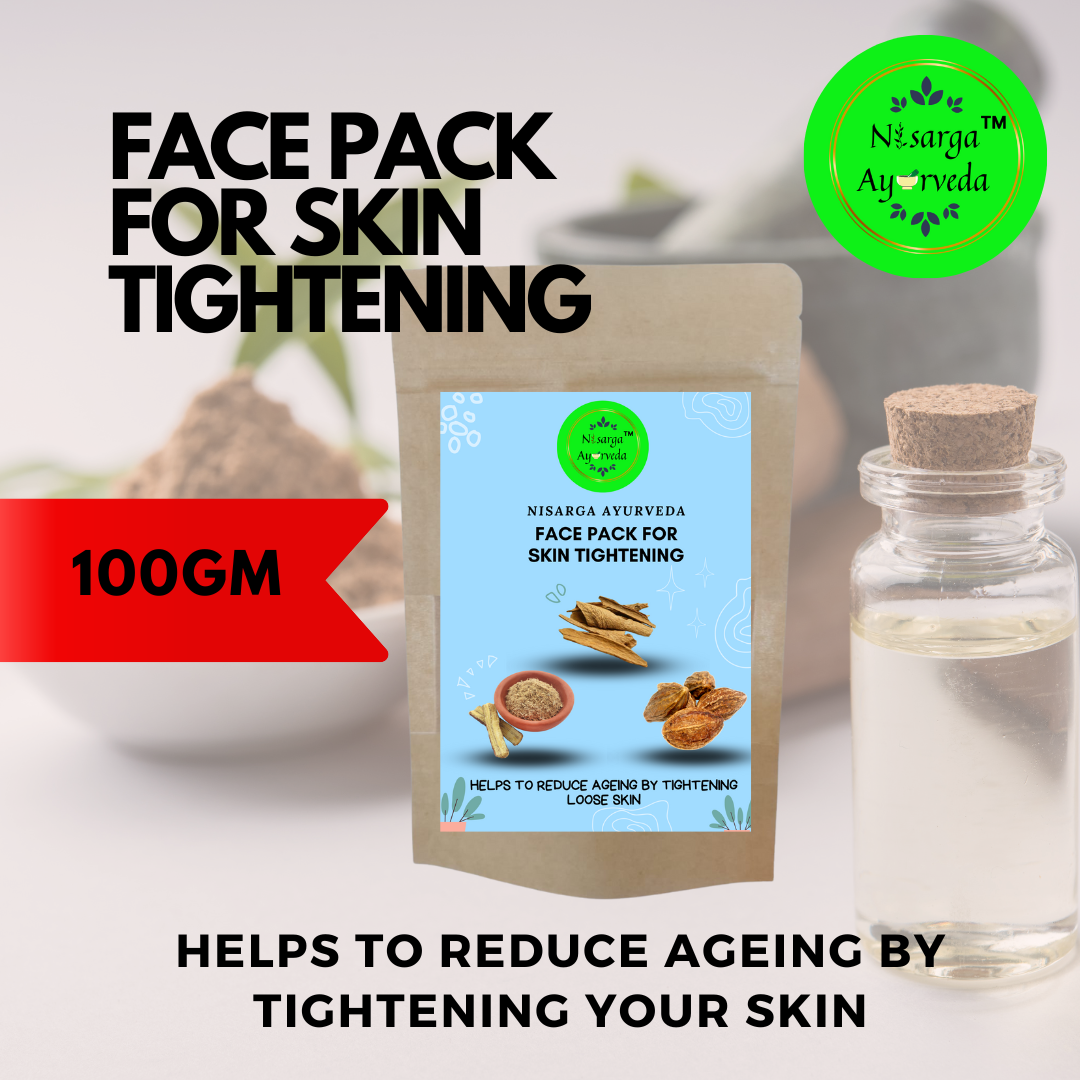 FACE PACK
FOR SKIN
TIGHTENING
Nisarga™
Ayurveda
100GM
Nisarga™
Ayurveda
NISARGA AYURVEDA
FACE PACK FOR
SKIN TIGHTENING
HELPS TO REDUCE AGEING BY TIGHTENING
LOOSE SKIN
HELPS TO REDUCE AGEING BY
TIGHTENING YOUR SKIN